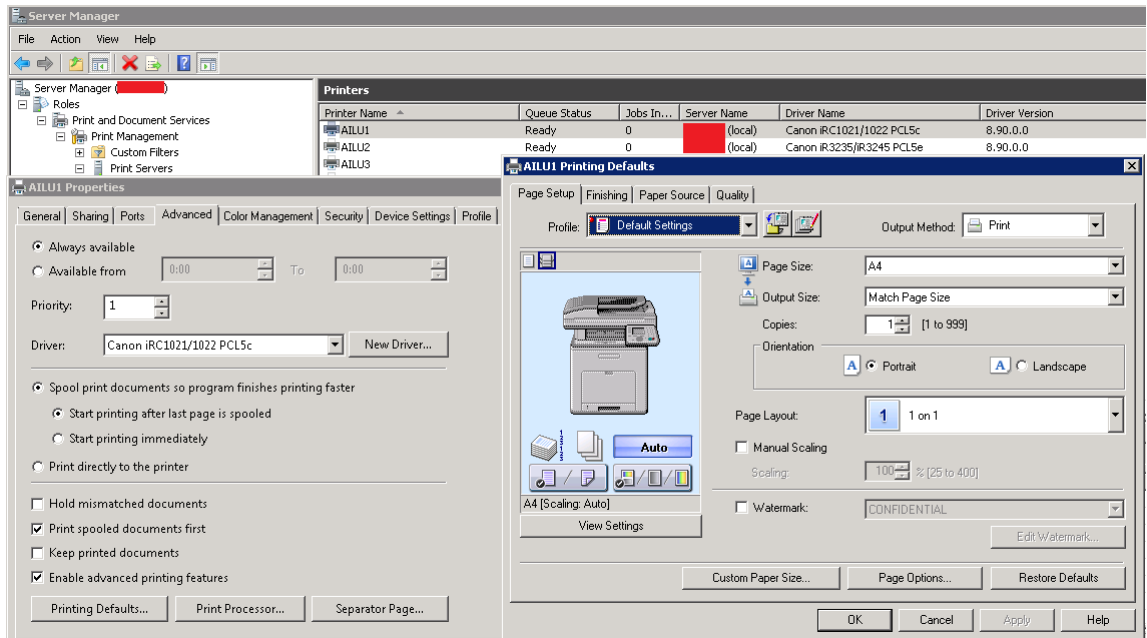 Server Manager
File Action View Help
Server Manager (
)
Roles
Print and Document Services
Print Management
Custom Filters
Print Servers
Printers
Printer Name Queue Status Jobs In... Server Name Driver Name Driver Version
AILU1 Ready 0 (local) Canon iRC1021/1022 PCL5c 8.90.0.0
AILU2 Ready 0 (local) Canon iR3235/iR3245 PCL5e 8.90.0.0
AILU3
AILU1 Properties
General Sharing Ports Advanced Color Management Security Device Settings Profile
Always available
Available from 0:00 To 0:00
Priority: 1
Driver: Canon iRC1021/1022 PCL5c New Driver...
Spool print documents so program finishes printing faster
Start printing after last page is spooled
Start printing immediately
Print directly to the printer
Hold mismatched documents
Print spooled documents first
Keep printed documents
Enable advanced printing features
Printing Defaults... Print Processor... Separator Page...
AILU1 Printing Defaults
Page Setup Finishing Paper Source Quality
Profile: Default Settings Output Method: Print
Page Size: A4
Output Size: Match Page Size
Copies: 1 [1 to 999]
Orientation
A Portrait A Landscape
Page Layout: 1 1 on 1
Manual Scaling
Scaling: 100 % [25 to 400]
Watermark: CONFIDENTIAL
Edit Watermark...
Auto
A4 [Scaling: Auto]
View Settings
Custom Paper Size... Page Options... Restore Defaults
OK Cancel Apply Help